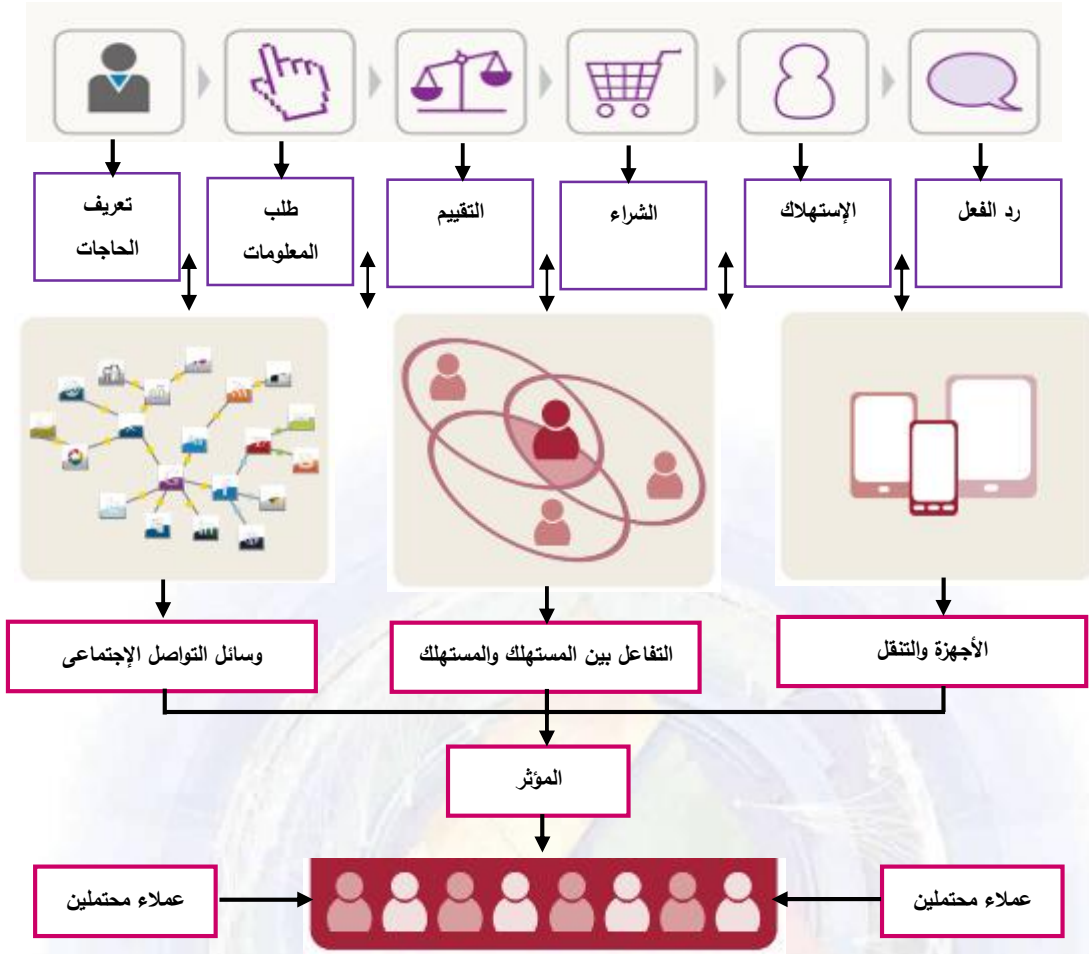 تعريف
الحاجات
طلب
المعلومات
التقييم
الشراء
الإستهلاك
رد الفعل
وسائل التواصل الإجتماعى
التفاعل بين المستهلك والمستهلك
الأجهزة والتنقل
المؤثر
عملاء محتملين
عملاء محتملين